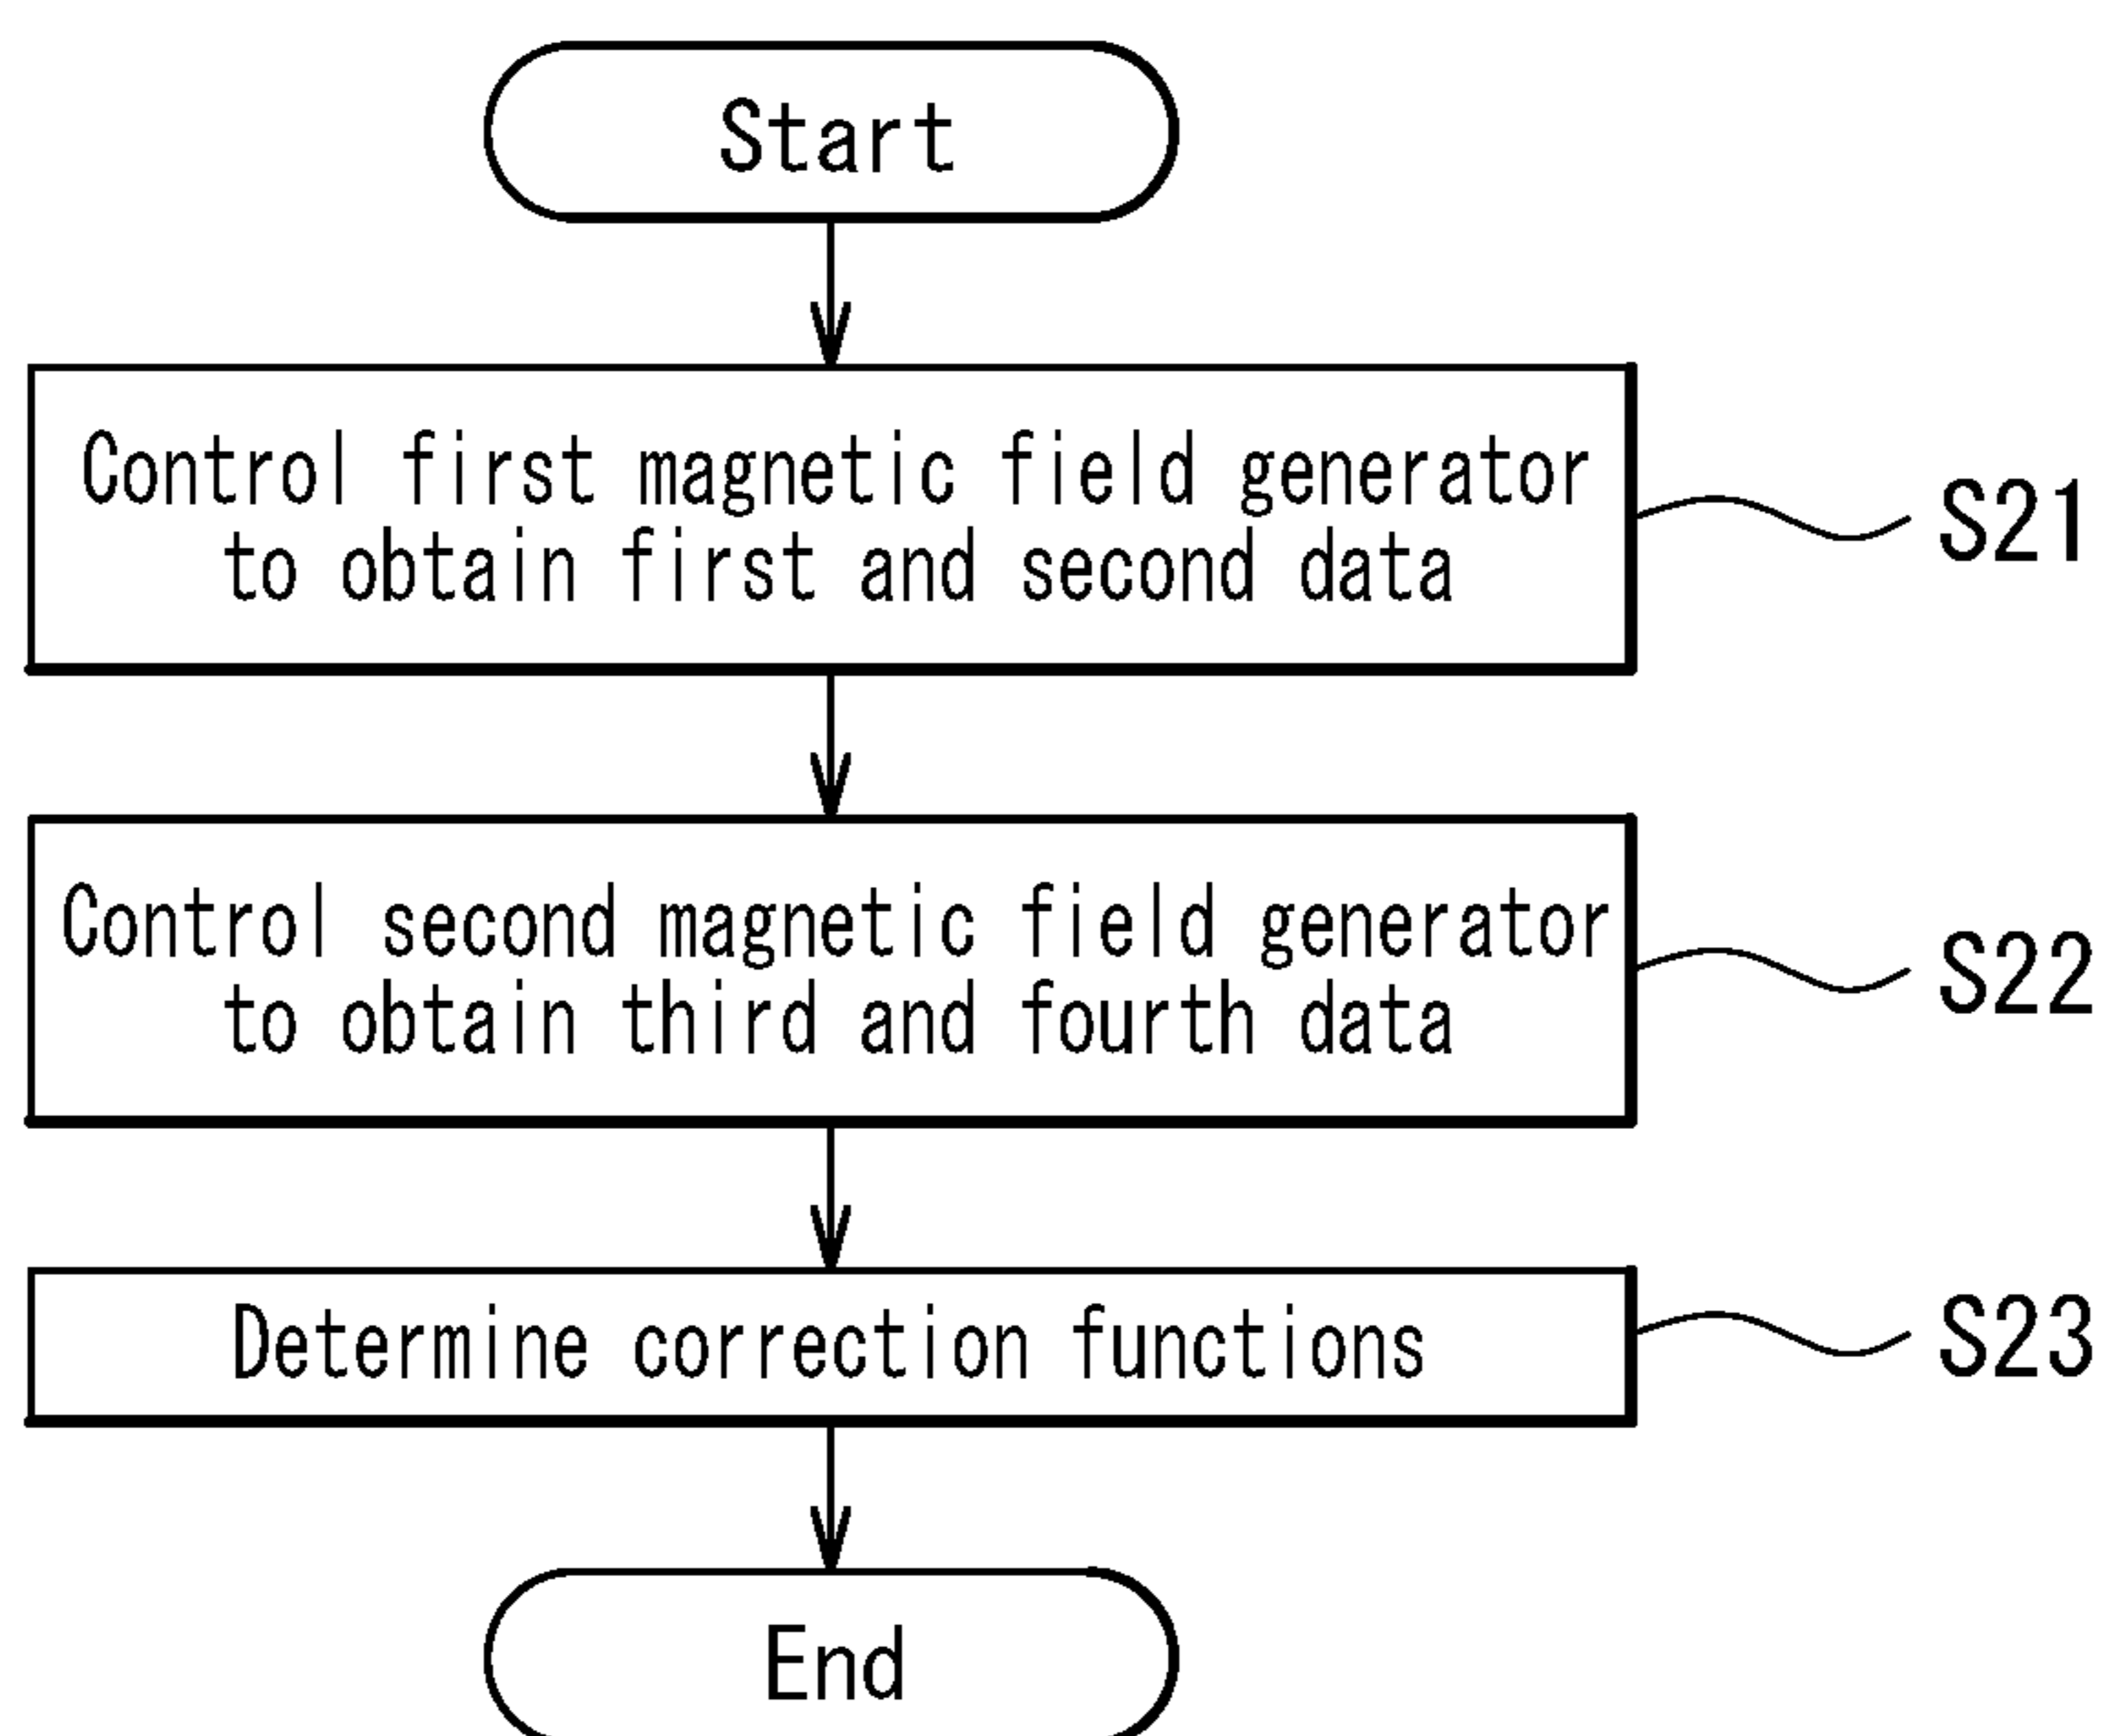 Start
Control first magnetic field generator
to obtain first and second data
S21
Control second magnetic field generator
to obtain third and fourth data
S22
Determine correction functions
S23
End